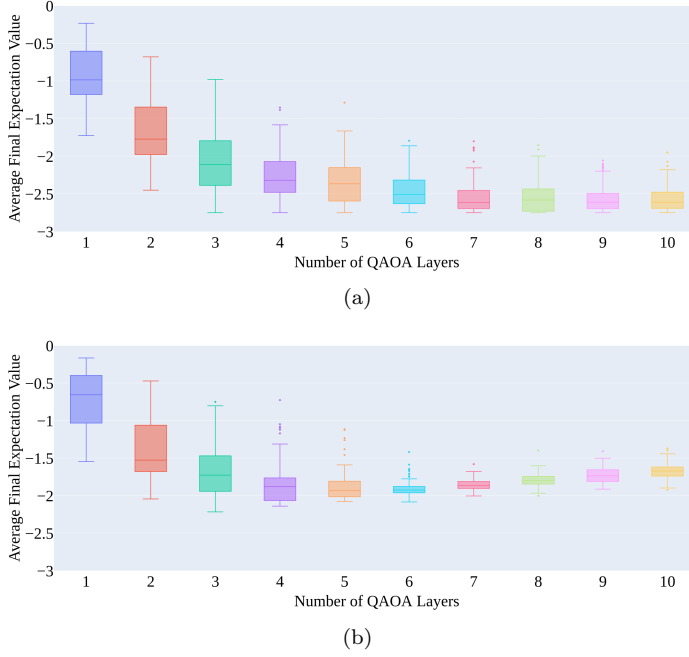 Average Final Expectation Value
0
−0.5
−1
−1.5
−2
−2.5
−3
1 2 3 4 5 6 7 8 9 10
Number of QAOA Layers
(a)
Average Final Expectation Value
0
−0.5
−1
−1.5
−2
−2.5
−3
1 2 3 4 5 6 7 8 9 10
Number of QAOA Layers
(b)